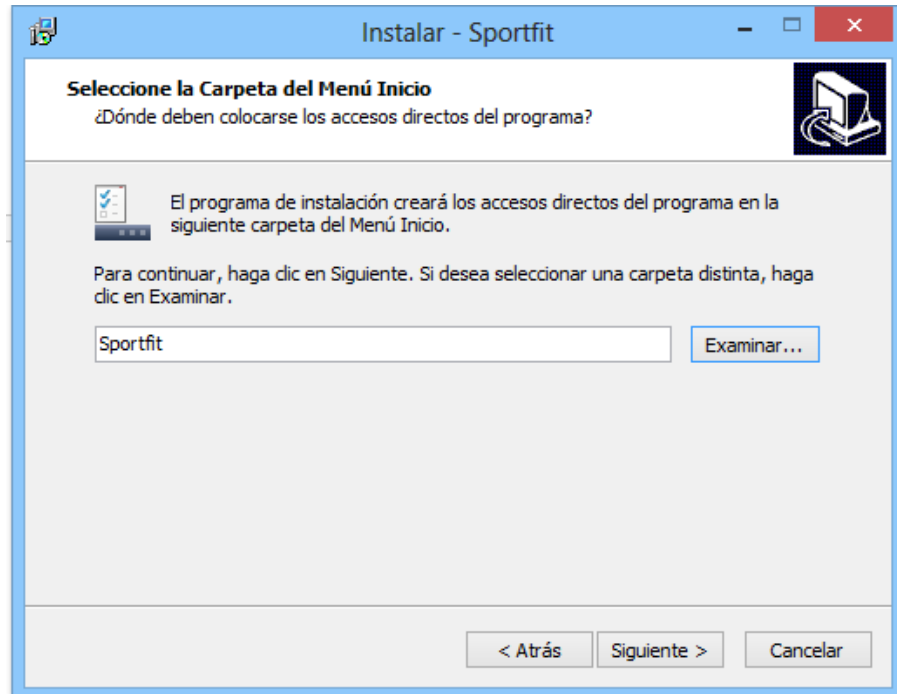 Instalar - Sportfit
Seleccione la Carpeta del Menú Inicio
¿Dónde deben colocarse los accesos directos del programa?
El programa de instalación creará los accesos directos del programa en la
siguiente carpeta del Menú Inicio.
Para continuar, haga clic en Siguiente. Si desea seleccionar una carpeta distinta, haga
clic en Examinar.
Sportfit
Examinar...
< Atrás
Siguiente >
Cancelar